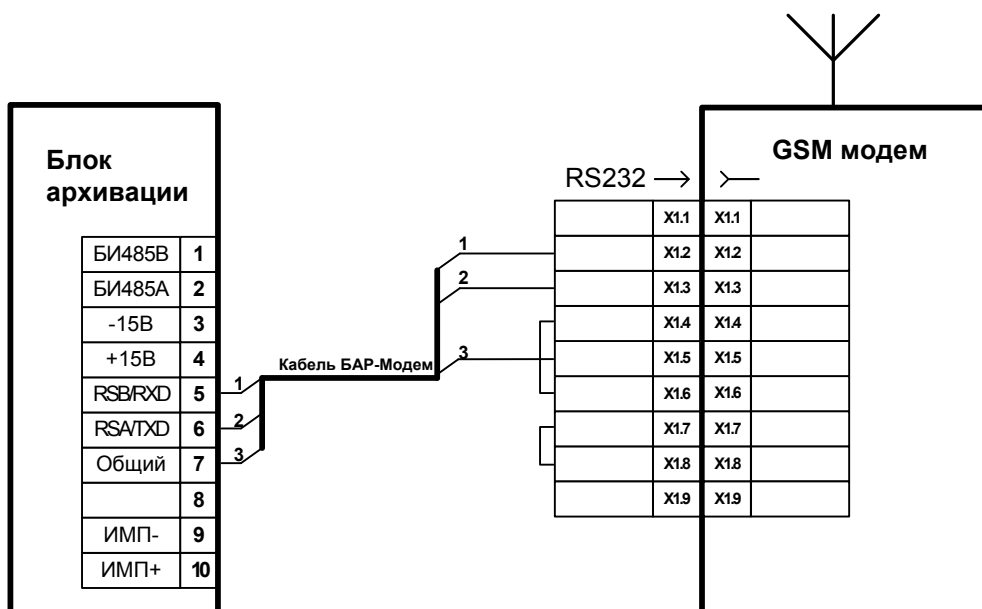 Блок
архивации
БИ485В 1
БИ485А 2
-15В 3
+15В 4
RSB/RXD 5
RSA/TXD 6
Общий 7
8
ИМП- 9
ИМП+ 10
1
2
3
Кабель БАР-Модем
1
2
3
RS232
GSM модем
X1.1 X1.1
X1.2 X1.2
X1.3 X1.3
X1.4 X1.4
X1.5 X1.5
X1.6 X1.6
X1.7 X1.7
X1.8 X1.8
X1.9 X1.9